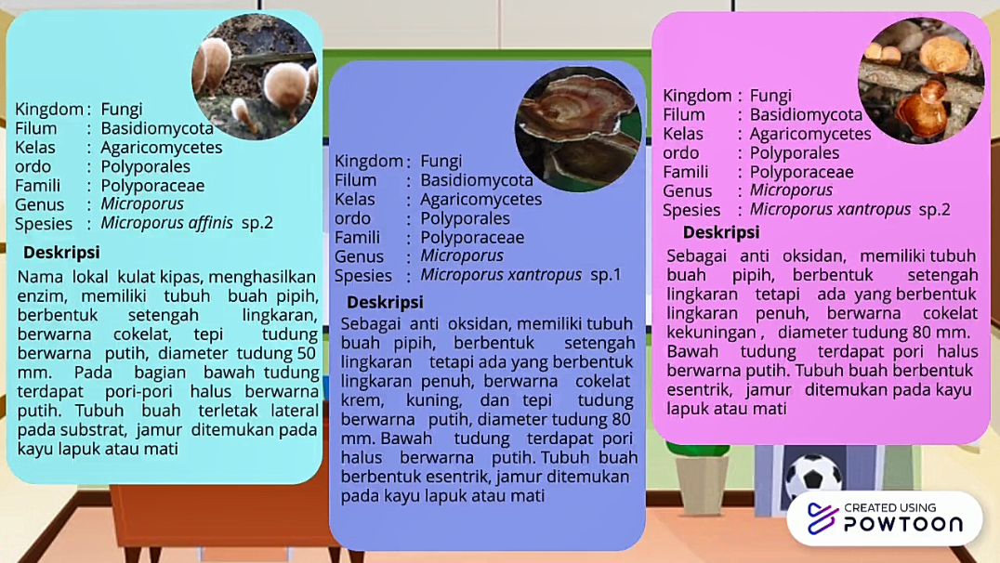 Kingdom : Fungi
Filum : Basidiomycota
Kelas : Agaricomycetes
ordo : Polyporales
Famili : Polyporaceae
Genus : Microporus
Spesies : Microporus affinis sp.2
Deskripsi
Nama lokal kulat kipas, menghasilkan
enzim, memiliki tubuh buah pipih,
berbentuk setengah lingkaran,
berwarna cokelat, tepi tudung
berwarna putih, diameter tudung 50
mm. Pada bagian bawah tudung
terdapat pori-pori halus berwarna
putih. Tubuh buah terletak lateral
pada substrat, jamur ditemukan pada
kayu lapuk atau mati
Kingdom : Fungi
Filum : Basidiomycota
Kelas : Agaricomycetes
ordo : Polyporales
Famili : Polyporaceae
Genus : Microporus
Spesies : Microporus xantropus sp.1
Deskripsi
Sebagai anti oksidan, memiliki tubuh
buah pipih, berbentuk setengah
lingkaran tetapi ada yang berbentuk
lingkaran penuh, berwarna cokelat
krem, kuning, dan tepi tudung
berwarna putih, diameter tudung 80
mm. Bawah tudung terdapat pori
halus berwarna putih. Tubuh buah
berbentuk esentrik, jamur ditemukan
pada kayu lapuk atau mati
Kingdom : Fungi
Filum : Basidiomycota
Kelas : Agaricomycetes
ordo : Polyporales
Famili : Polyporaceae
Genus : Microporus
Spesies : Microporus xantropus sp.2
Deskripsi
Sebagai anti oksidan, memiliki tubuh
buah pipih, berbentuk setengah
lingkaran tetapi ada yang berbentuk
lingkaran penuh, berwarna cokelat
kekuningan , diameter tudung 80 mm.
Bawah tudung terdapat pori halus
berwarna putih. Tubuh buah berbentuk
esentrik, jamur ditemukan pada kayu
lapuk atau mati
CREATED USING
POWTOON